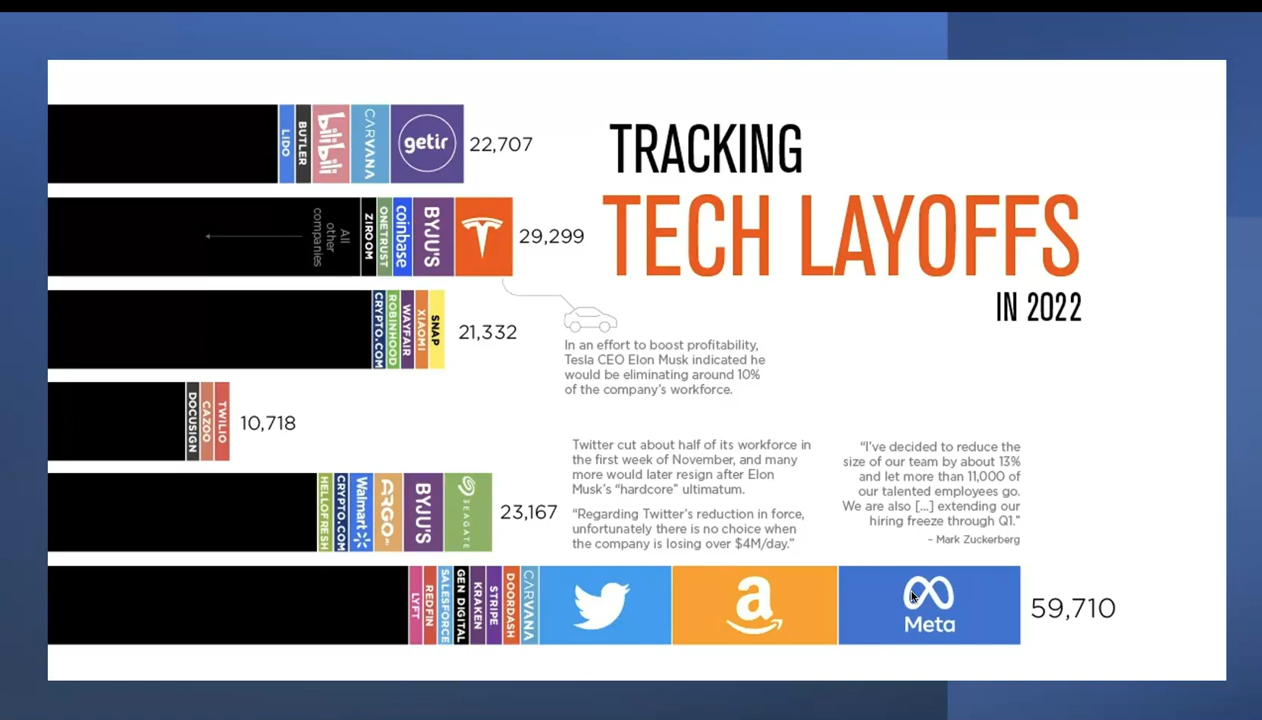 TRACKING
TECH LAYOFFS
IN 2022
LIDO
BUTLER
bilibili
CARVANA
getir
22,707
All
other
companies
ZIROOM
ONETRUST
coinbase
BYJU'S
29,299
CRYPTO.COM
ROBINHOOD
WAYFAIR
XIAOMI
SNAP
21,332
In an effort to boost profitability,
Tesla CEO Elon Musk indicated he
would be eliminating around 10%
of the company's workforce.
DOCUSIGN
CAZOO
TWILIO
10,718
HELLOFRESH
CRYPTO.COM
Walmart
ARGO AI
BYJU'S
SEAGATE
23,167
Twitter cut about half of its workforce in
the first week of November, and many
more would later resign after Elon
Musk's “hardcore” ultimatum.
“Regarding Twitter's reduction in force,
unfortunately there is no choice when
the company is losing over $4M/day.”
“I've decided to reduce the
size of our team by about 13%
and let more than 11,000 of
our talented employees go.
We are also [...] extending our
hiring freeze through Q1.”
– Mark Zuckerberg
LYFT
REDFIN
SALESFORCE
GEN DIGITAL
KRAKEN
STRIPE
DOORDASH
CARVANA
a
Meta
59,710